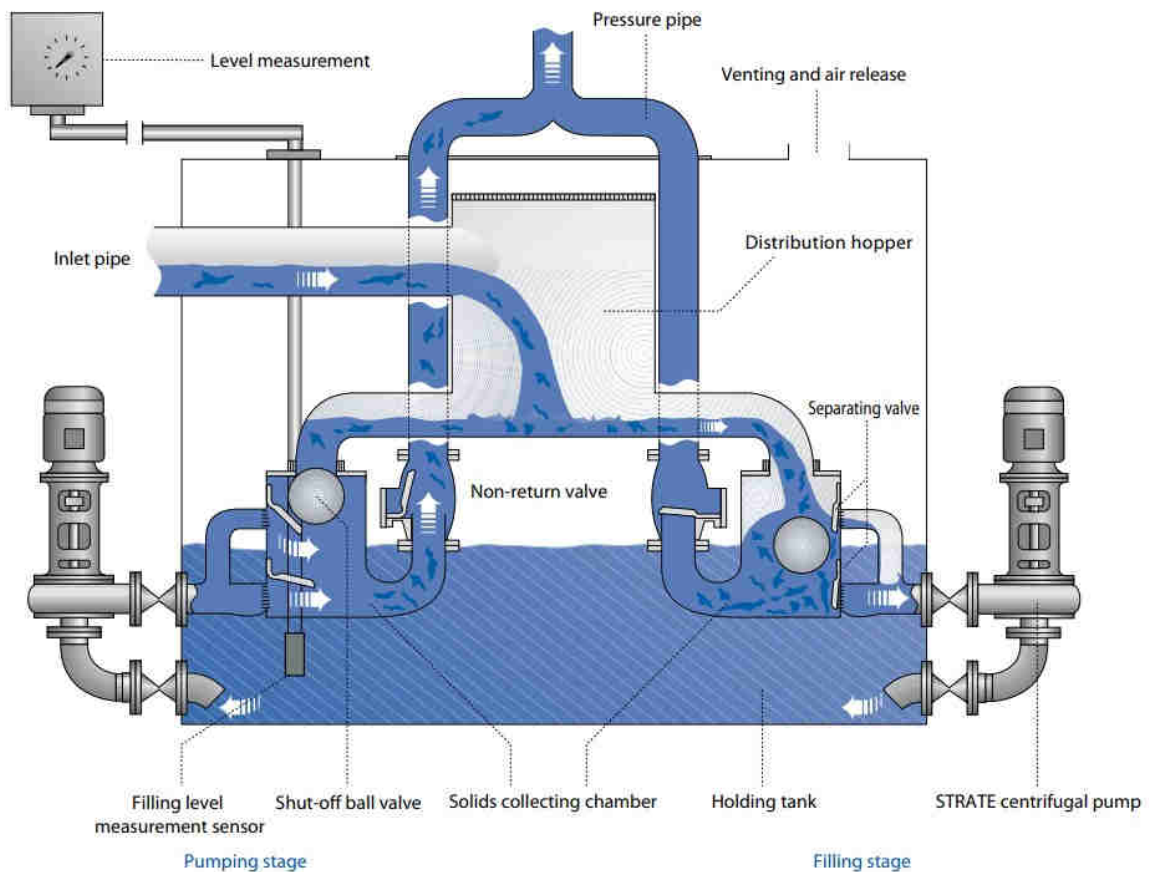 Pressure pipe
Level measurement
Venting and air release
Distribution hopper
Inlet pipe
Separating valve
Non-return valve
Filling level
measurement sensor
Shut-off ball valve
Solids collecting chamber
Holding tank
STRATE centrifugal pump
Pumping stage
Filling stage